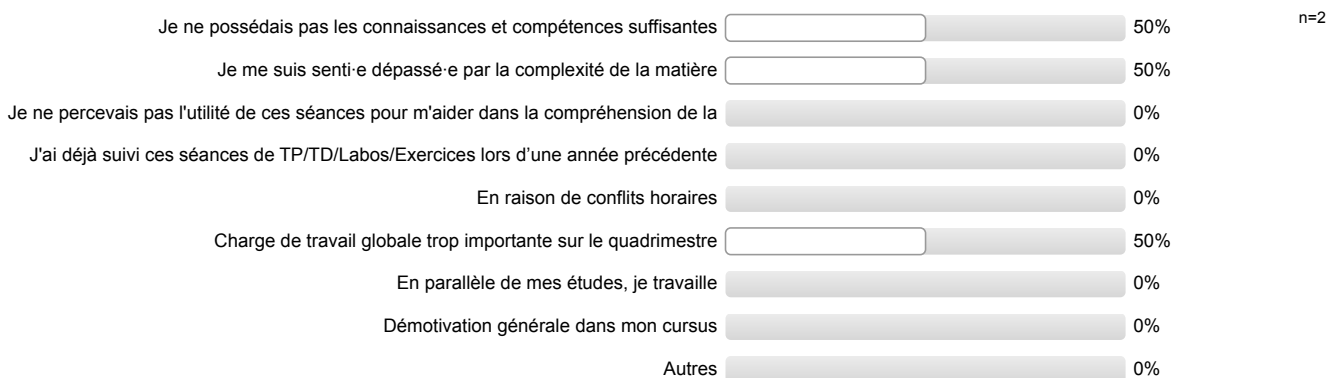 Je ne possédais pas les connaissances et compétences suffisantes 50% n=2
Je me suis senti·e dépassé·e par la complexité de la matière 50%
Je ne percevais pas l'utilité de ces séances pour m'aider dans la compréhension de la 0%
J'ai déjà suivi ces séances de TP/TD/Labos/Exercices lors d’une année précédente 0%
En raison de conflits horaires 0%
Charge de travail globale trop importante sur le quadrimestre 50%
En parallèle de mes études, je travaille 0%
Démotivation générale dans mon cursus 0%
Autres 0%